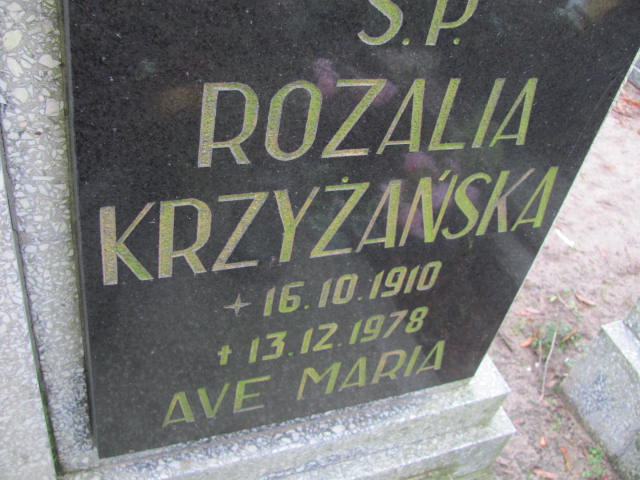 Ś.P.
ROZALIA
KRZYŻAŃSKA
✶ 16.10.1910
✝ 13.12.1978
AVE MARIA